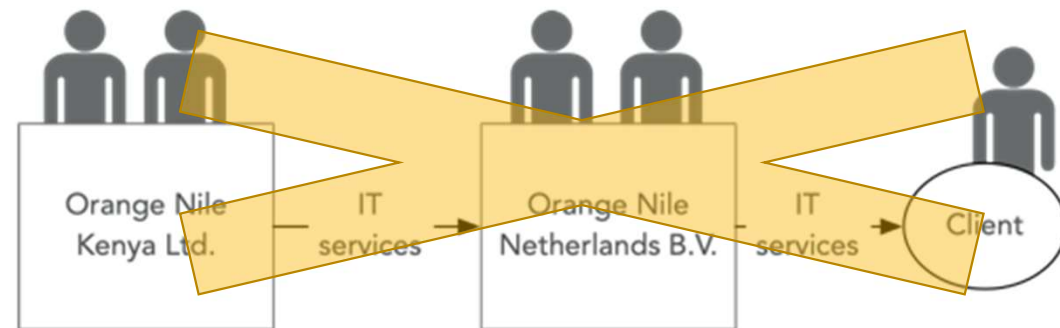 Orange Nile
Kenya Ltd.
IT
services
Orange Nile
Netherlands B.V.
IT
services
Client